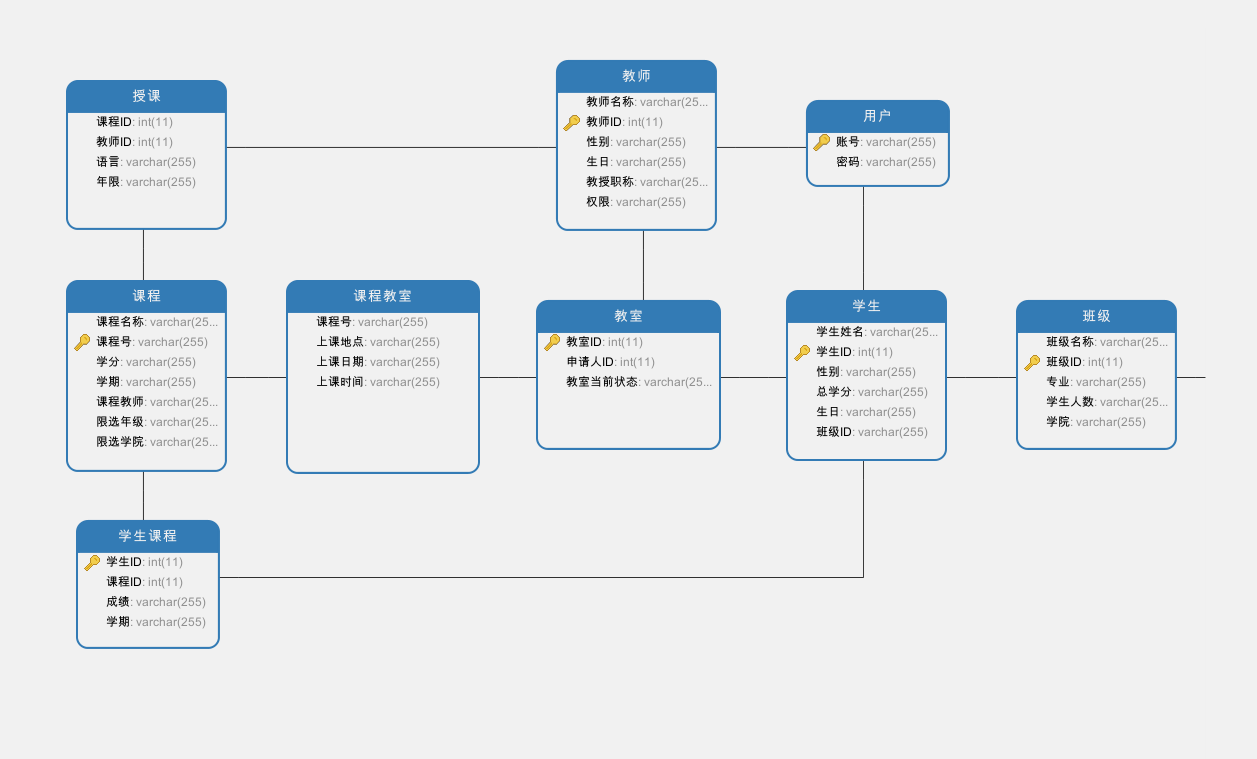 授课
课程ID: int(11)
教师ID: int(11)
语言: varchar(255)
年限: varchar(255)
教师
教师名称: varchar(25...
教师ID: int(11)
性别: varchar(255)
生日: varchar(255)
教授职称: varchar(25...
权限: varchar(255)
用户
账号: varchar(255)
密码: varchar(255)
课程
课程名称: varchar(25...
课程号: varchar(255)
学分: varchar(255)
学期: varchar(255)
课程教师: varchar(25...
限选年级: varchar(25...
限选学院: varchar(25...
课程教室
课程号: varchar(255)
上课地点: varchar(255)
上课日期: varchar(255)
上课时间: varchar(255)
教室
教室ID: int(11)
申请人ID: int(11)
教室当前状态: varchar(25...
学生
学生姓名: varchar(25...
学生ID: int(11)
性别: varchar(255)
总学分: varchar(255)
生日: varchar(255)
班级ID: varchar(255)
班级
班级名称: varchar(25...
班级ID: int(11)
专业: varchar(255)
学生人数: varchar(25...
学院: varchar(255)
学生课程
学生ID: int(11)
课程ID: int(11)
成绩: varchar(255)
学期: varchar(255)